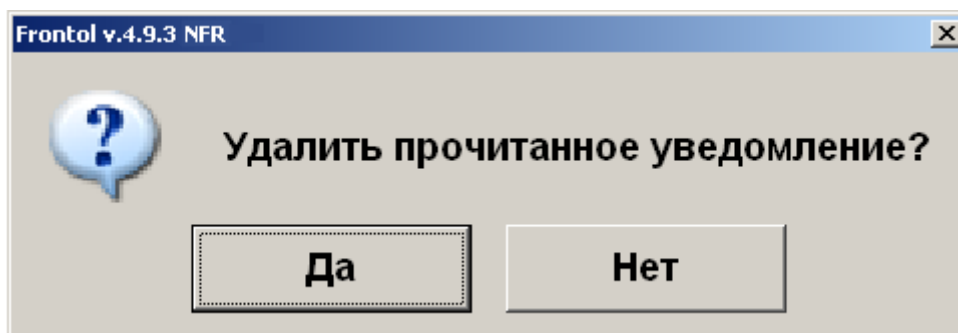 Frontol v.4.9.3 NFR
?
Удалить прочитанное уведомление?
Да
Нет